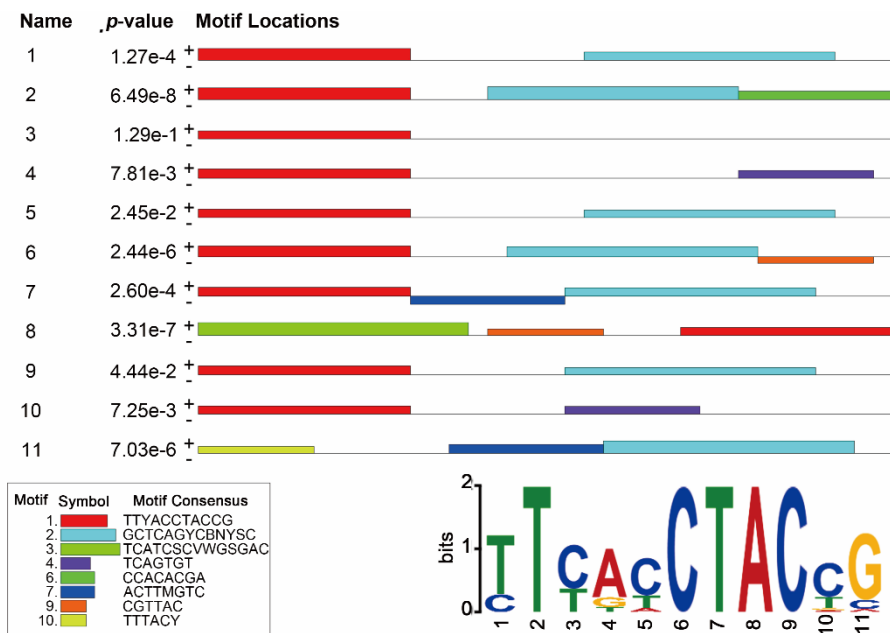 Name p-value Motif Locations
1 1.27e-4 + -
2 6.49e-8 + -
3 1.29e-1 + -
4 7.81e-3 + -
5 2.45e-2 + -
6 2.44e-6 + -
7 2.60e-4 + -
8 3.31e-7 + -
9 4.44e-2 + -
10 7.25e-3 + -
11 7.03e-6 + -
Motif Symbol Motif Consensus
1. TTYACCTACCG
2. GCTCAGYCBNYSC
3. TCATCSCVWGSGAC
4. TCAGTGT
6. CCACACGA
7. ACTTMGTC
9. CGTTAC
10. TTTACY
2
bits
1
0
T T C A C C T A C C G
C T G T T C
T A A
1 2 3 4 5 6 7 8 9 10 11